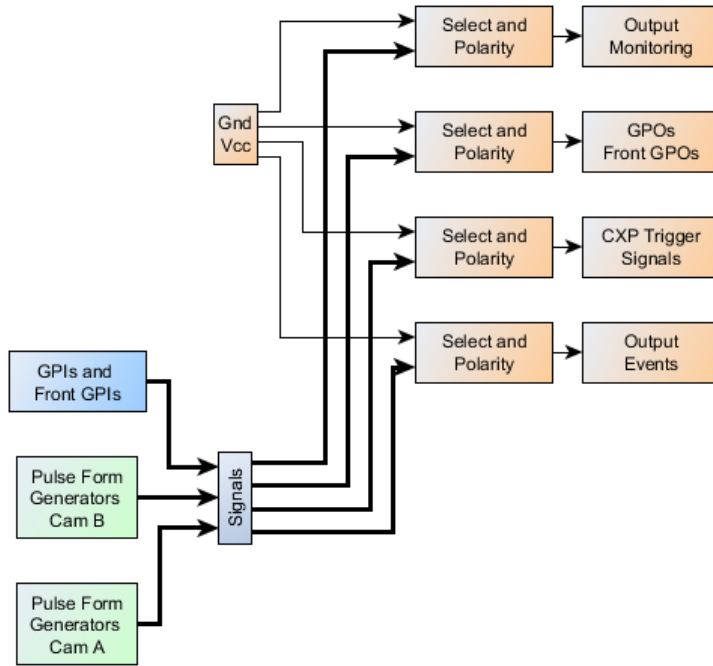 Select and
Polarity
Output
Monitoring
Gnd
Vcc
Select and
Polarity
GPOs
Front GPOs
Select and
Polarity
CXP Trigger
Signals
Select and
Polarity
Output
Events
GPIs and
Front GPIs
Pulse Form
Generators
Cam B
Signals
Pulse Form
Generators
Cam A